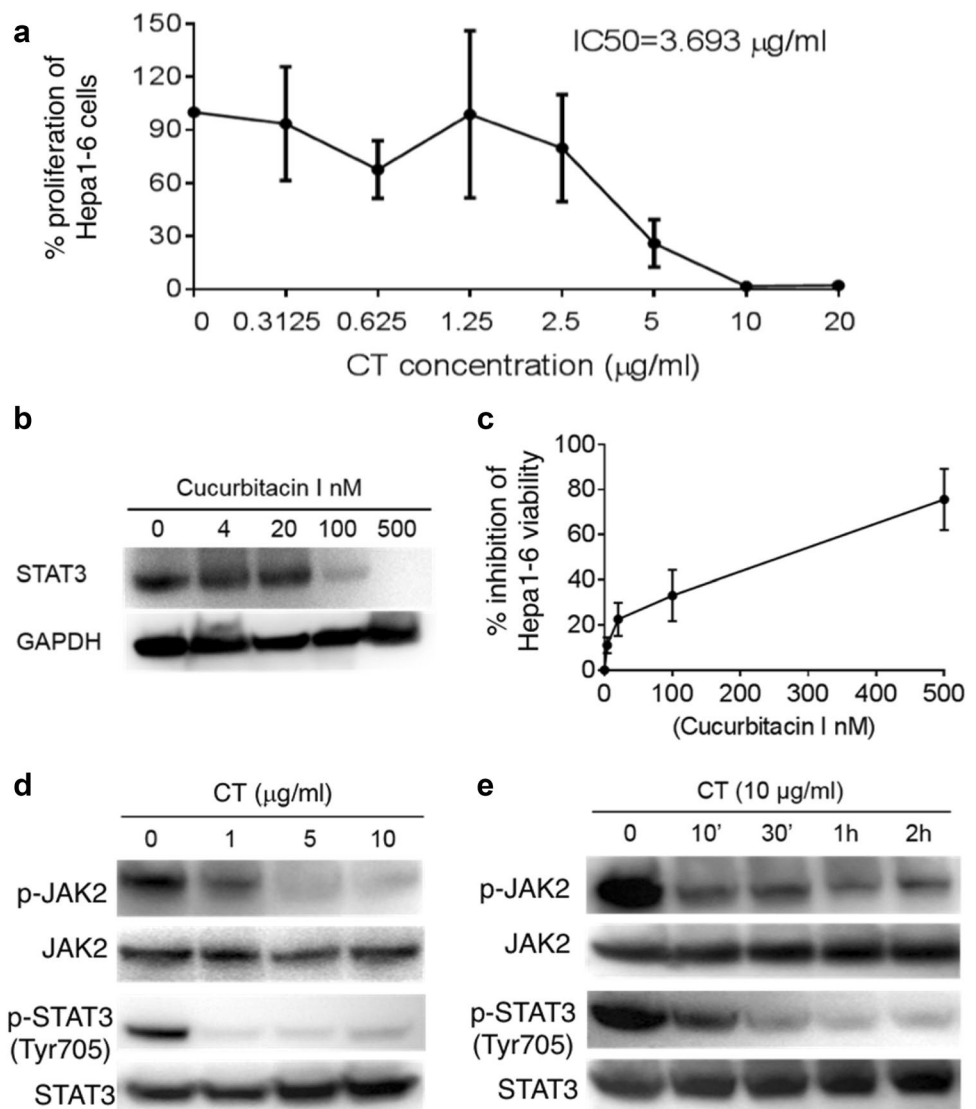 a
IC50=3.693 μg/ml
% proliferation of
Hepa1-6 cells
150
120
90
60
30
0
0 0.3125 0.625 1.25 2.5 5 10 20
CT concentration (μg/ml)
b
Cucurbitacin I nM
0 4 20 100 500
STAT3
GAPDH
c
% inhibition of
Hepa1-6 viability
100
80
60
40
20
0
0 100 200 300 400 500
(Cucurbitacin I nM)
d
CT (μg/ml)
0 1 5 10
p-JAK2
JAK2
p-STAT3
(Tyr705)
STAT3
e
CT (10 μg/ml)
0 10’ 30’ 1h 2h
p-JAK2
JAK2
p-STAT3
(Tyr705)
STAT3